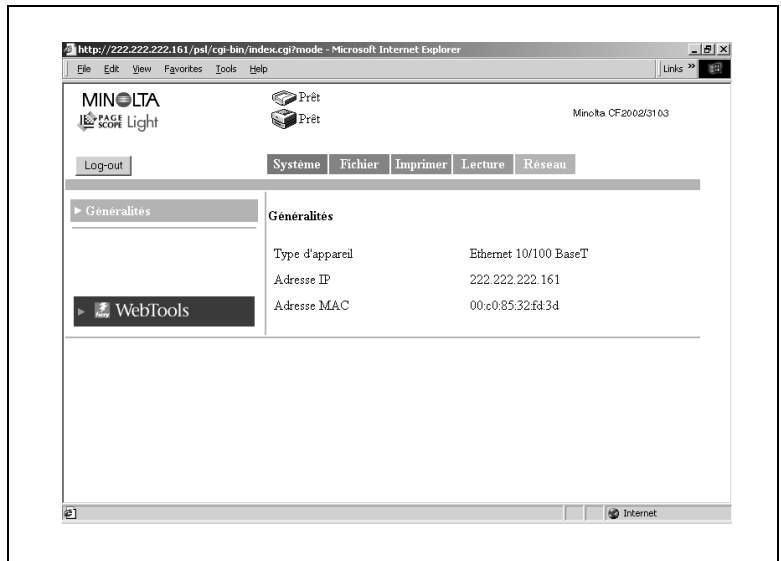 http://222.222.222.161/psl/cgi-bin/index.cgi?mode - Microsoft Internet Explorer
File Edit View Favorites Tools Help Links »
MINOLTA
PAGE SCOPE Light
Prêt
Prêt
Minolta CF2002/3103
Log-out
Système Fichier Imprimer Lecture Réseau
Généralités
WebTools
Généralités
Type d'appareil Ethernet 10/100 BaseT
Adresse IP 222.222.222.161
Adresse MAC 00:c0:85:32:fd:3d
Internet